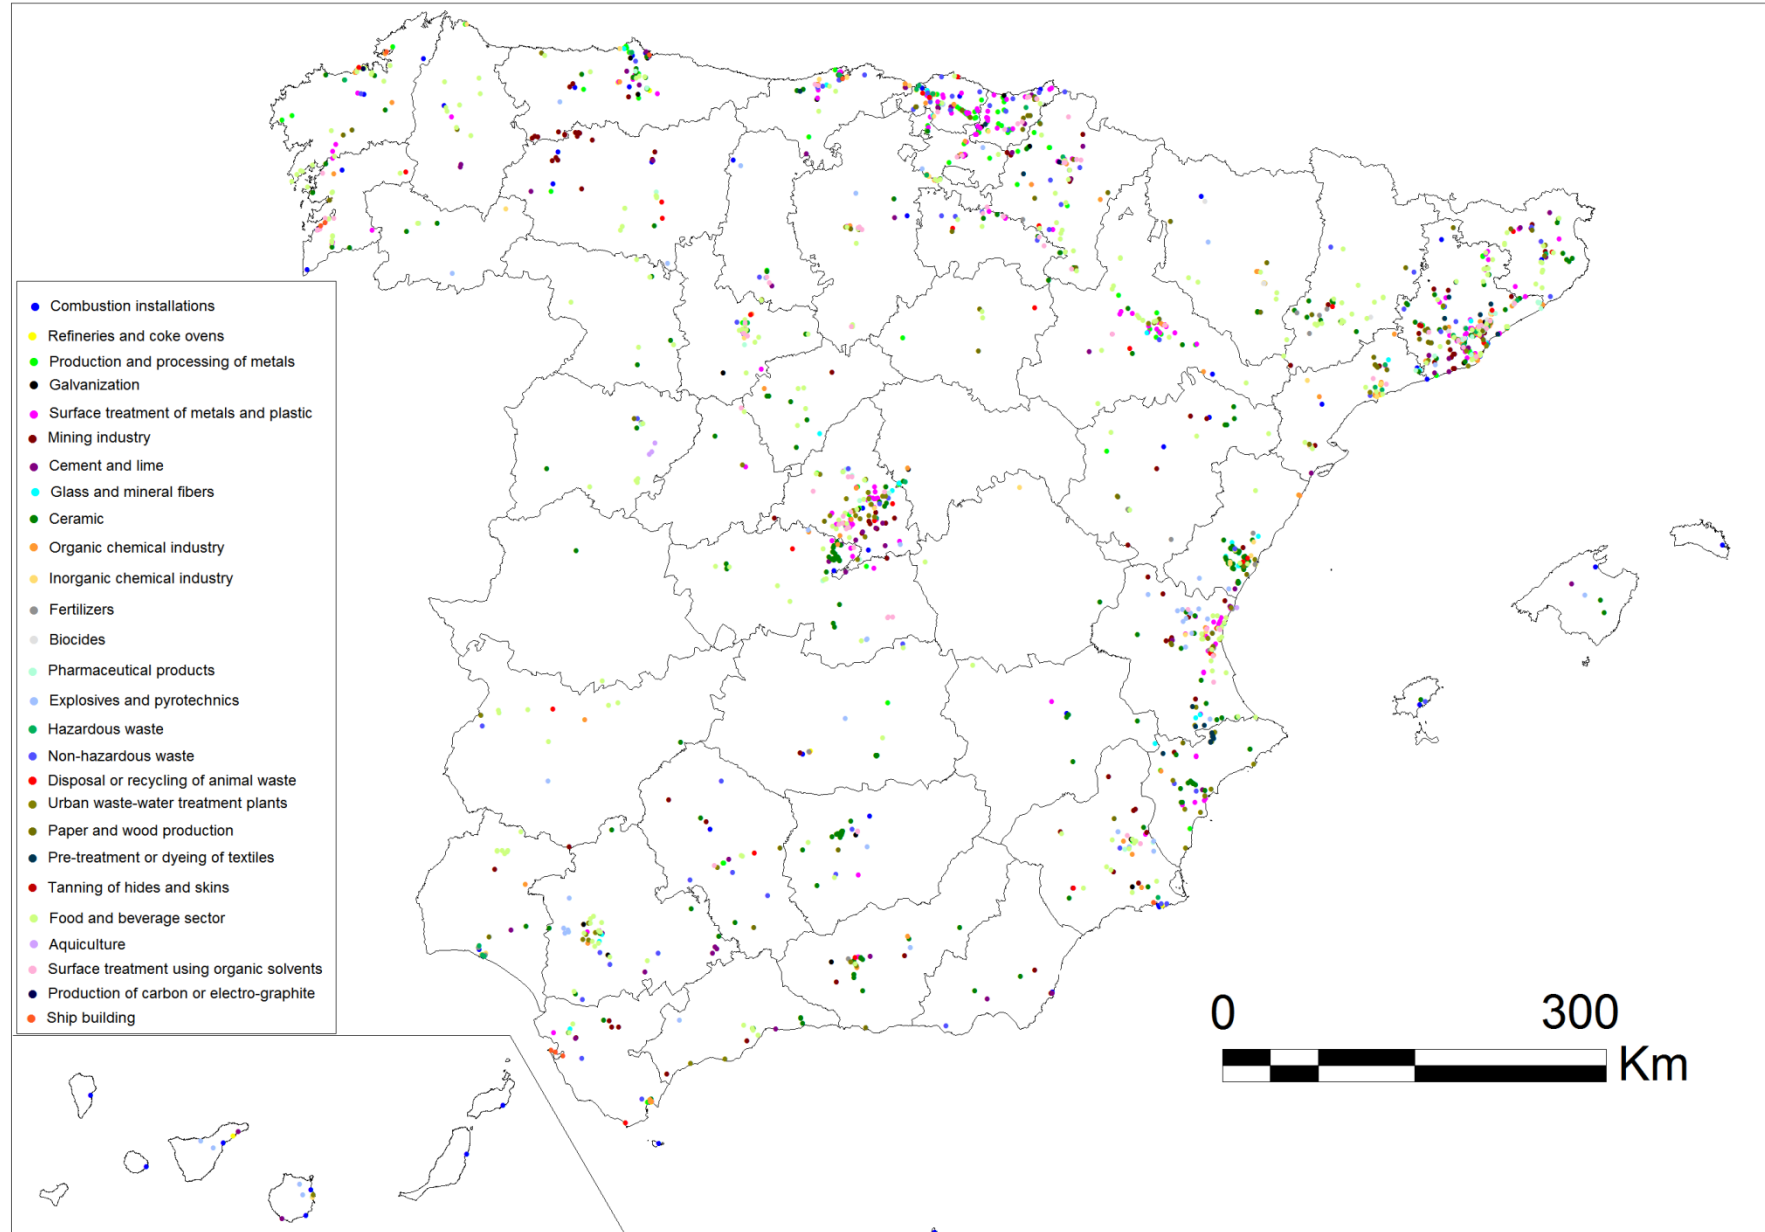 Combustion installations
Refineries and coke ovens
Production and processing of metals
Galvanization
Surface treatment of metals and plastic
Mining industry
Cement and lime
Glass and mineral fibers
Ceramic
Organic chemical industry
Inorganic chemical industry
Fertilizers
Biocides
Pharmaceutical products
Explosives and pyrotechnics
Hazardous waste
Non-hazardous waste
Disposal or recycling of animal waste
Urban waste-water treatment plants
Paper and wood production
Pre-treatment or dyeing of textiles
Tanning of hides and skins
Food and beverage sector
Aquiculture
Surface treatment using organic solvents
Production of carbon or electro-graphite
Ship building
0 300
Km